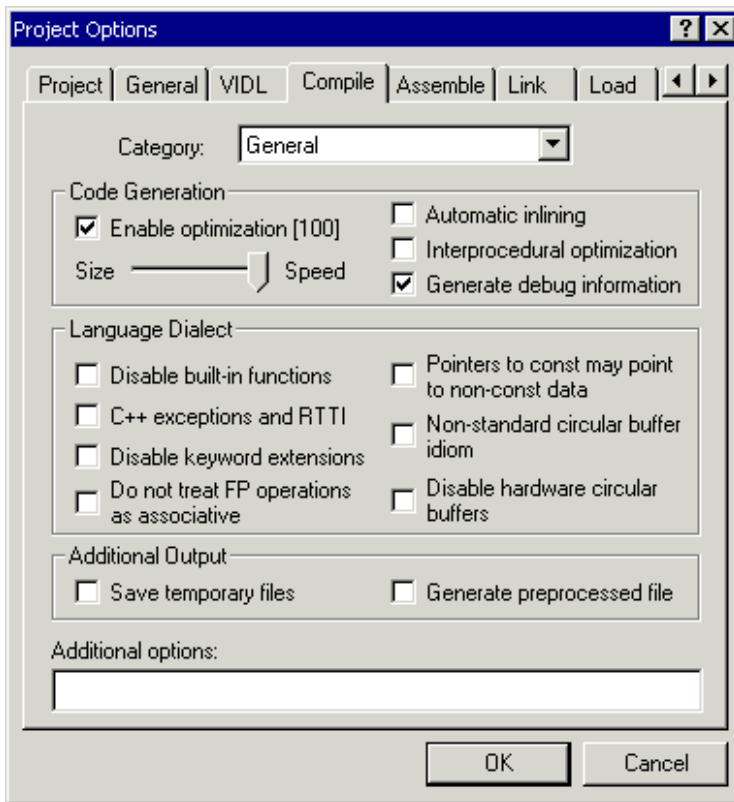 Project Options
Project General VIDL Compile Assemble Link Load
Category: General
Code Generation
Enable optimization [100]
Size Speed
Automatic inlining
Interprocedural optimization
Generate debug information
Language Dialect
Disable built-in functions
C++ exceptions and RTTI
Disable keyword extensions
Do not treat FP operations
as associative
Pointers to const may point
to non-const data
Non-standard circular buffer
idiom
Disable hardware circular
buffers
Additional Output
Save temporary files
Generate preprocessed file
Additional options:
OK Cancel